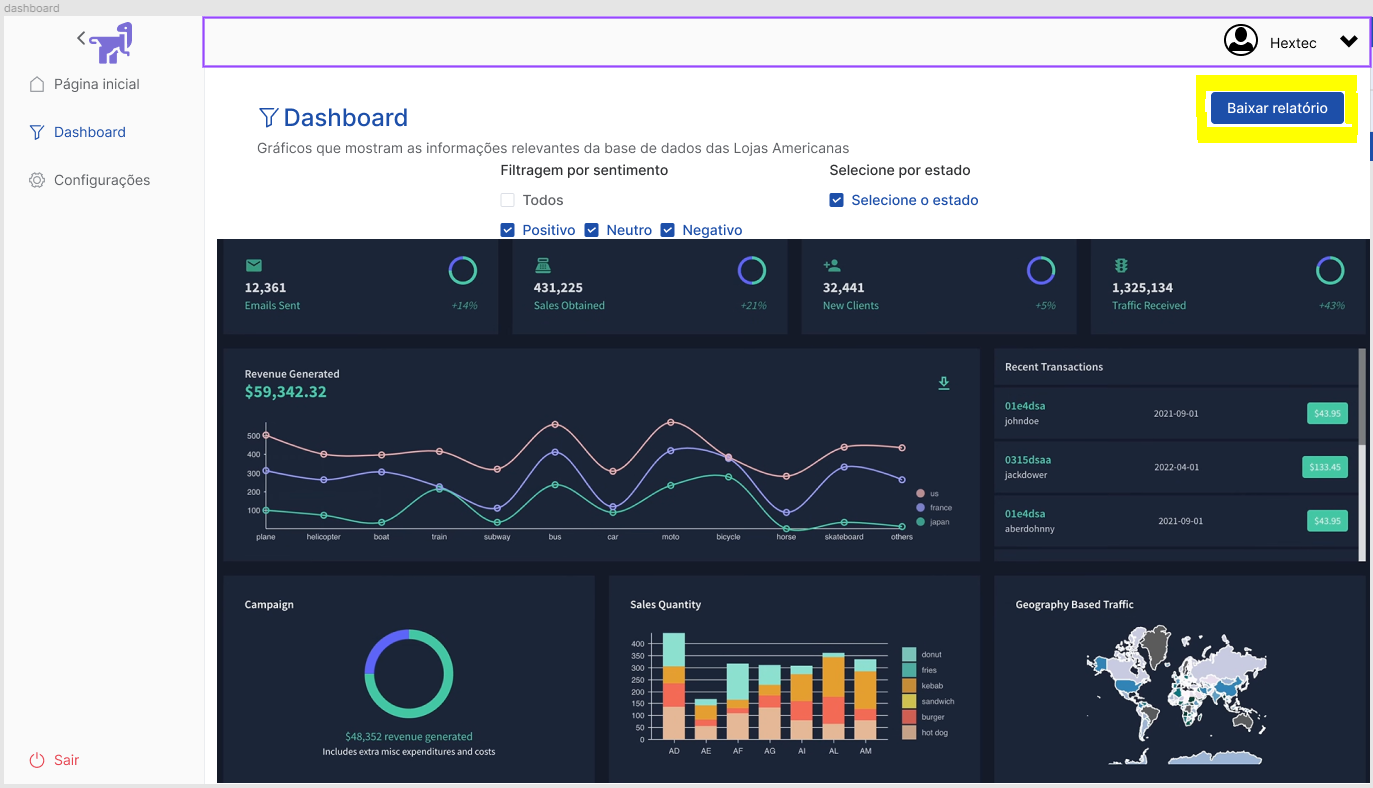 dashboard
Hextec
Página inicial
Dashboard
Configurações
Sair
Dashboard
Baixar relatório
Gráficos que mostram as informações relevantes da base de dados das Lojas Americanas
Filtragem por sentimento
Todos
Positivo Neutro Negativo
Selecione por estado
Selecione o estado
12,361
Emails Sent
+14%
431,225
Sales Obtained
+21%
32,441
New Clients
+5%
1,325,134
Traffic Received
+43%
Revenue Generated
$59,342.32
500
400
300
200
100
plane helicopter boat train subway bus car moto bicycle horse skateboard others
us
france
japan
Recent Transactions
01e4dsa
johndoe
2021-09-01
$43.95
0315dsaa
jackdower
2022-04-01
$133.45
01e4dsa
aberdohnny
2021-09-01
$43.95
Campaign
$48,352 revenue generated
Includes extra misc expenditures and costs
Sales Quantity
400
350
300
250
200
150
100
50
0
AD AE AF AG AI AL AM
donut
fries
kebab
sandwich
burger
hot dog
Geography Based Traffic